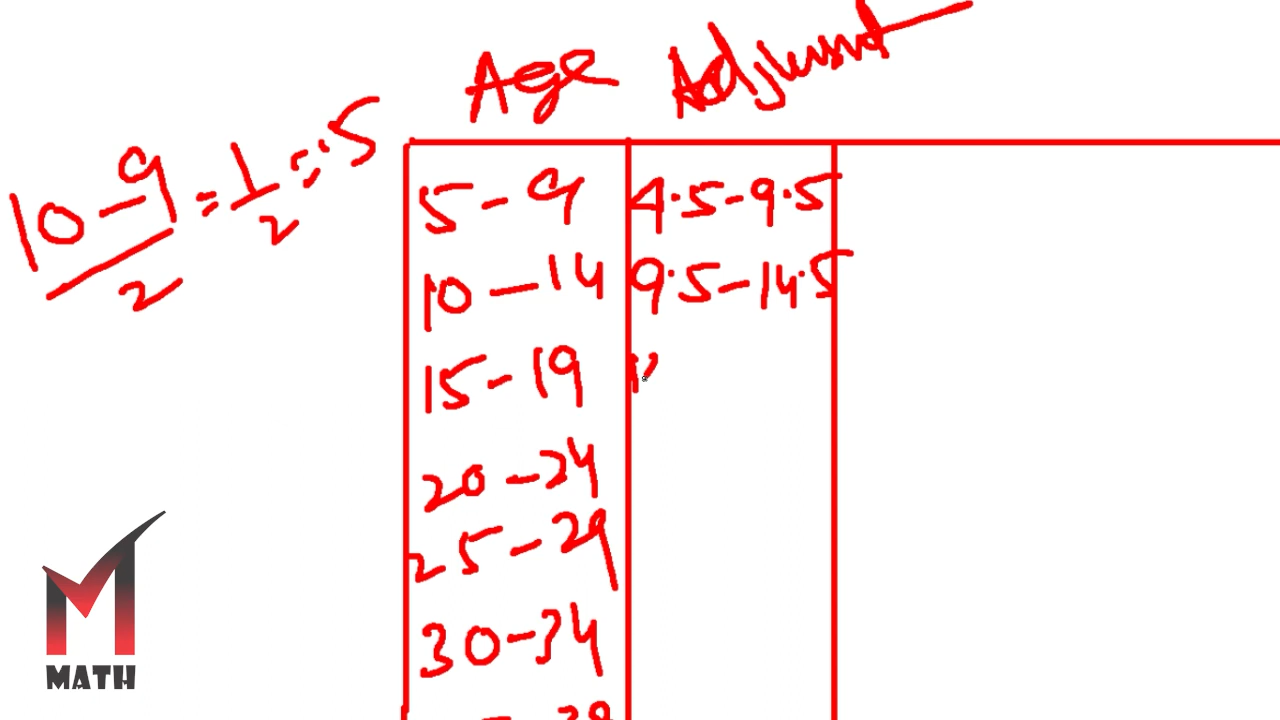 Age
10-9/2 = 1/2 = .5
5-9 4.5-9.5
10-14 9.5-14.5
15-19 1
20-24
25-29
30-34
MATH